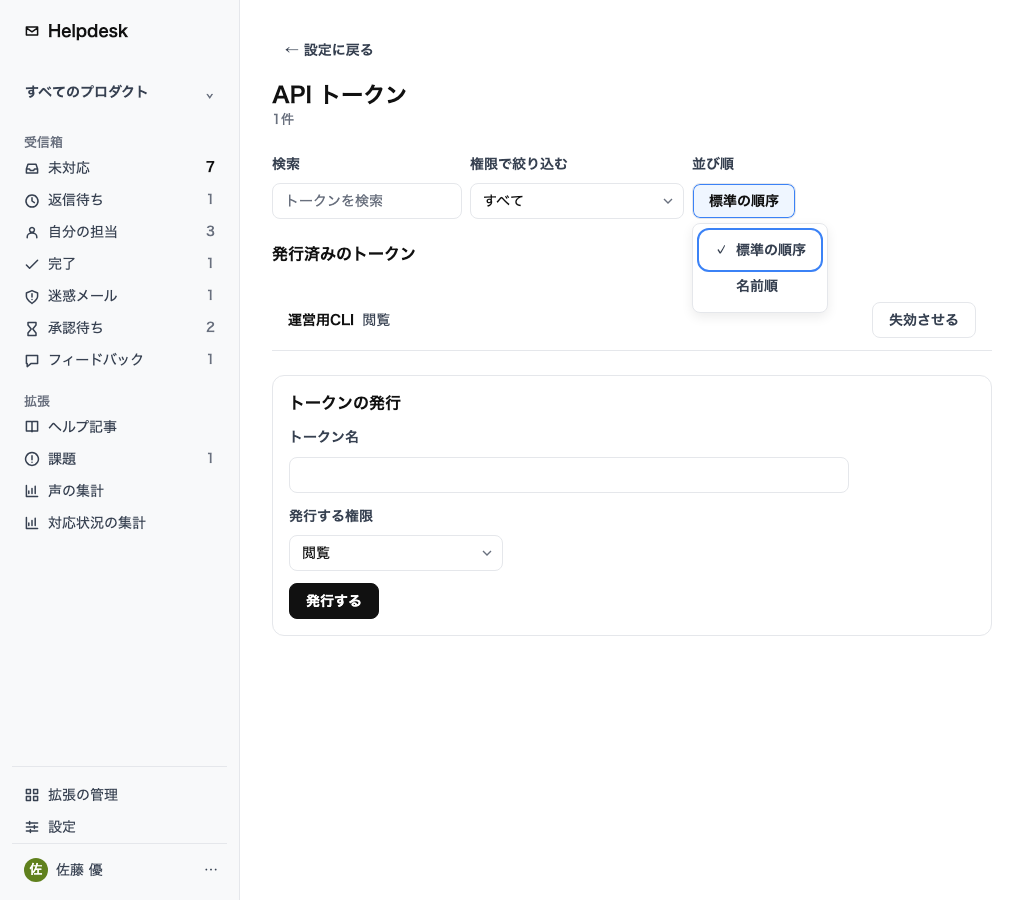 Helpdesk
すべてのプロダクト
受信箱
未対応 7
返信待ち 1
自分の担当 3
完了 1
迷惑メール 1
承認待ち 2
フィードバック 1
拡張
ヘルプ記事
課題 1
声の集計
対応状況の集計
拡張の管理
設定
佐 佐藤 優 ···
← 設定に戻る
API トークン
1件
検索 権限で絞り込む 並び順
トークンを検索 すべて 標準の順序
✓ 標準の順序
名前順
発行済みのトークン
運営用CLI 閲覧 失効させる
トークンの発行
トークン名
発行する権限
閲覧
発行する